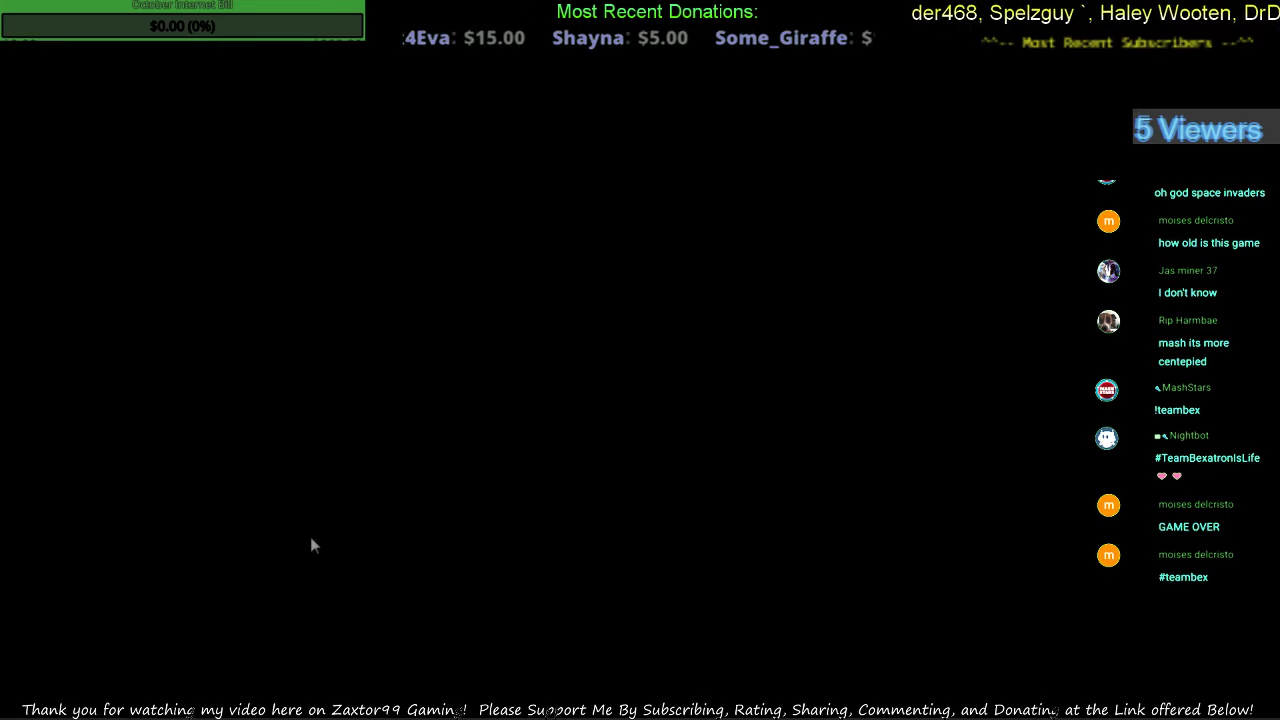 October Internet Bill
$0.00 (0%)
Most Recent Donations:
4Eva: $15.00 Shayna: $5.00 Some_Giraffe: $
der468, Spelzguy `, Haley Wooten, DrD
^^-- Most Recent Subscribers --^^
5 Viewers
oh god space invaders
moises delcristo
how old is this game
Jas miner 37
I don't know
Rip Harmbae
mash its more
centepied
MashStars
!teambex
Nightbot
#TeamBexatronIsLife
moises delcristo
GAME OVER
moises delcristo
#teambex
Thank you for watching my video here on Zaxtor99 Gaming! Please Support Me By Subscribing, Rating, Sharing, Commenting, and Donating at the Link offered Below!